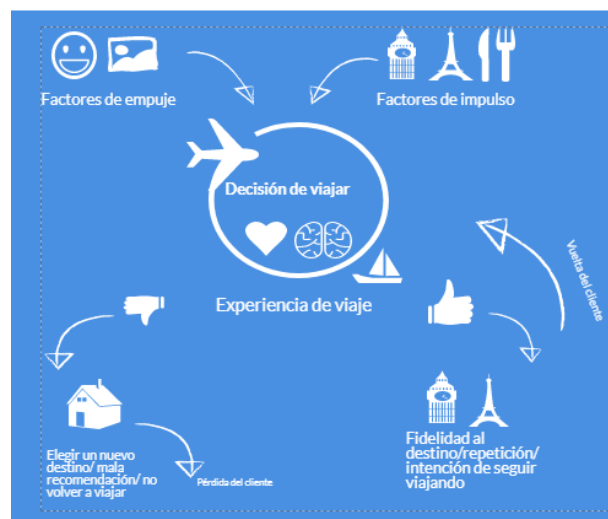 Factores de empuje
Factores de impulso
Decisión de viajar
Experiencia de viaje
Vuelta del cliente
Elegir un nuevo
destino/ mala
recomendación/ no
volver a viajar
Pérdida del cliente
Fidelidad al
destino/repetición/
intención de seguir
viajando